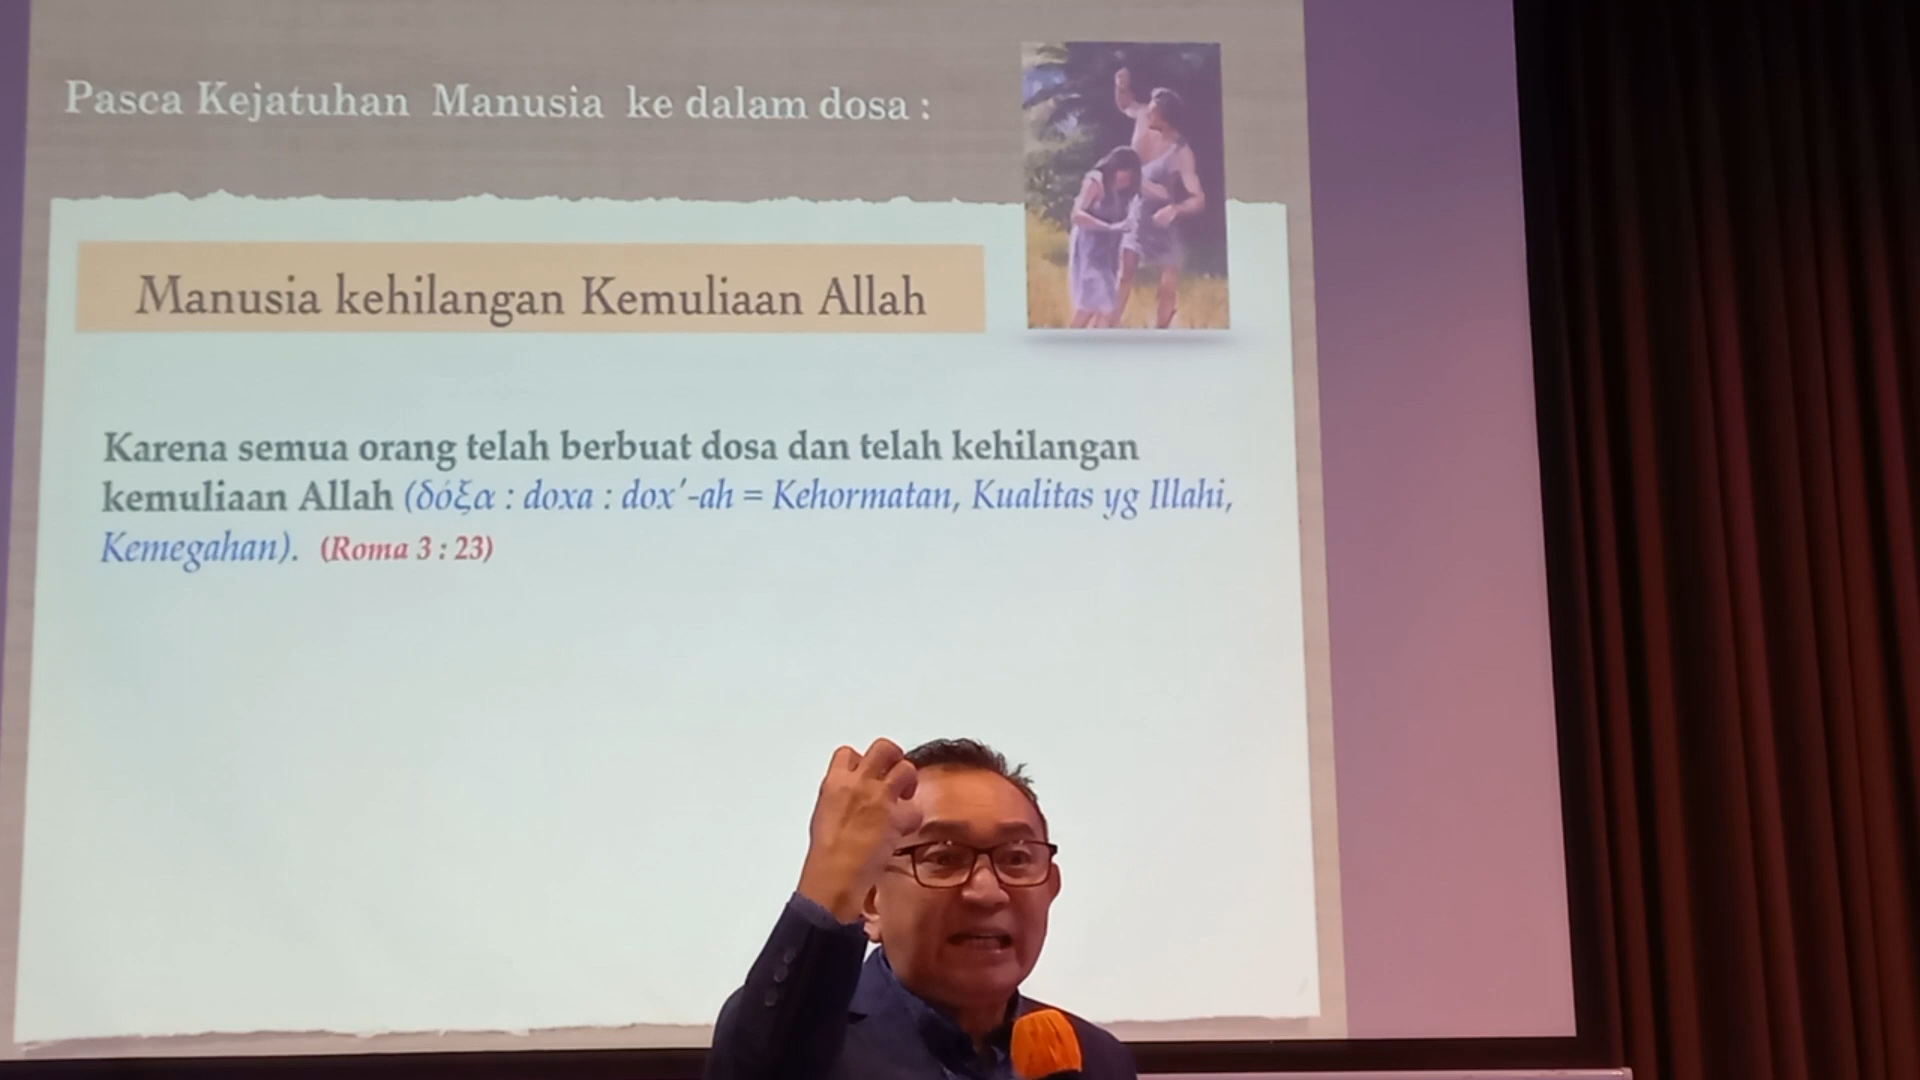 Pasca Kejatuhan Manusia ke dalam dosa :
Manusia kehilangan Kemuliaan Allah
Karena semua orang telah berbuat dosa dan telah kehilangan
kemuliaan Allah (δόξα : doxa : dox′-ah = Kehormatan, Kualitas yg Illahi,
Kemegahan). (Roma 3 : 23)